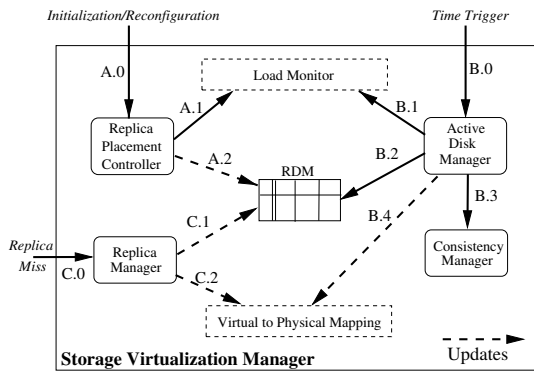 Initialization/Reconfiguration
Time Trigger
A.0
B.0
Load Monitor
A.1
B.1
Replica
Placement
Controller
Active
Disk
Manager
A.2
RDM
B.2
B.3
C.1
B.4
Replica
Miss
C.0
Replica
Manager
Consistency
Manager
C.2
Virtual to Physical Mapping
Storage Virtualization Manager
Updates